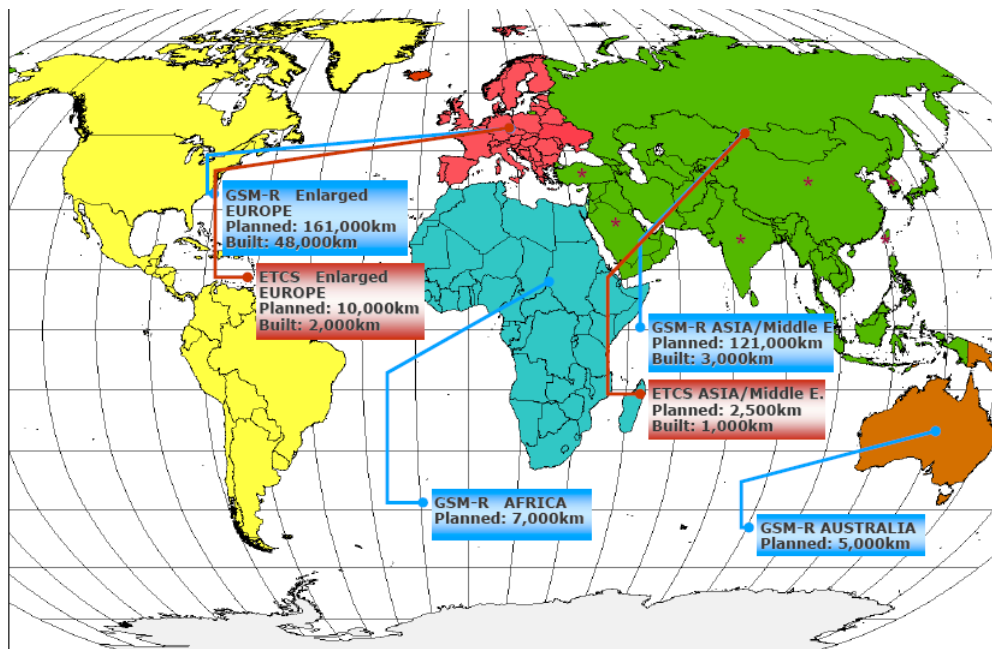 GSM-R Enlarged
EUROPE
Planned: 161,000km
Built: 48,000km
ETCS Enlarged
EUROPE
Planned: 10,000km
Built: 2,000km
GSM-R ASIA/Middle E.
Planned: 121,000km
Built: 3,000km
ETCS ASIA/Middle E.
Planned: 2,500km
Built: 1,000km
GSM-R AFRICA
Planned: 7,000km
GSM-R AUSTRALIA
Planned: 5,000km